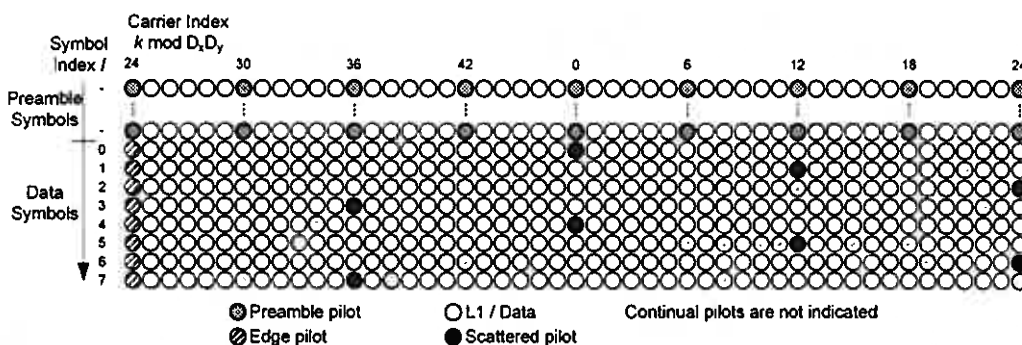 Carrier Index
k mod DxDy
Symbol
Index l
24 30 36 42 0 6 12 18 24
-
Preamble
Symbols
-
0
1
2
Data
Symbols
3
4
5
6
7
Preamble pilot
L1 / Data
Continual pilots are not indicated
Edge pilot
Scattered pilot